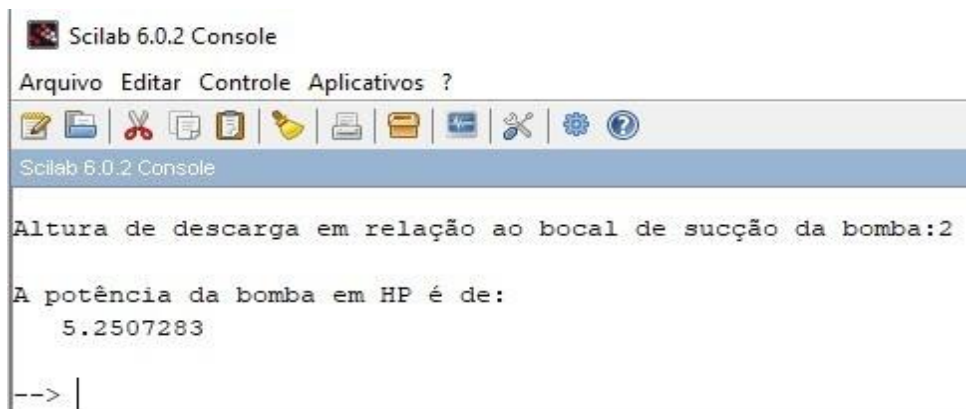 Scilab 6.0.2 Console
Arquivo Editar Controle Aplicativos ?
Scilab 6.0.2 Console
Altura de descarga em relação ao bocal de sucção da bomba:2
A potência da bomba em HP é de:
5.2507283
-->